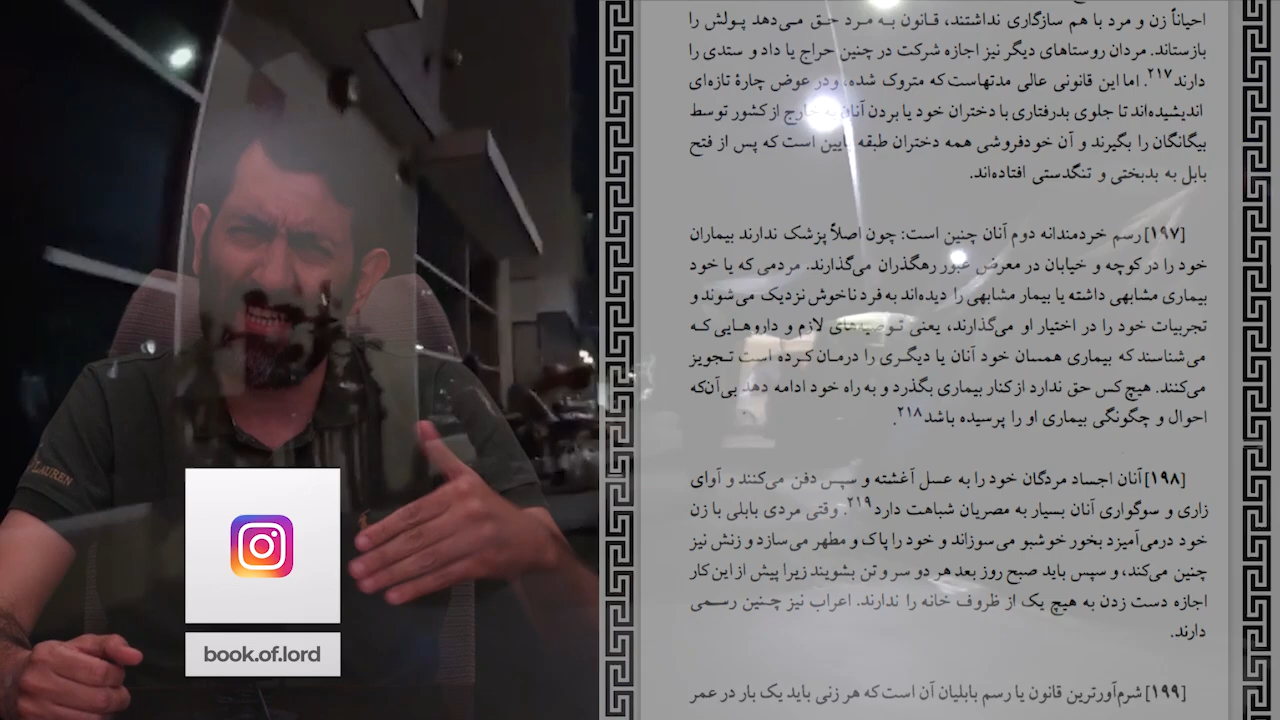 احیاناً زن و مرد با هم سازگاری نداشتند، قانون به مرد حق می‌دهد پولش را
بازستاند. مردان روستاهای دیگر نیز اجازه شرکت در چنین حراج یا داد و ستدی را
دارند۲۱۷. اما این قانونی عالی مدتهاست که متروک شده، و در عوض چارهٔ تازه‌ای
اندیشیده‌اند تا جلوی بدرفتاری با دختران خود یا بردن آنان به خارج از کشور توسط
بیگانگان را بگیرند و آن خودفروشی همه دختران طبقه پایین است که پس از فتح
بابل به بدبختی و تنگدستی افتاده‌اند.
[۱۹۷] رسم خردمندانه دوم آنان چنین است: چون اصلاً پزشک ندارند بیماران
خود را در کوچه و خیابان در معرض عبور رهگذران می‌گذارند. مردمی که یا خود
بیماری مشابهی داشته یا بیمار مشابهی را دیده‌اند به فرد ناخوش نزدیک می‌شوند و
تجربیات خود را در اختیار او می‌گذارند، یعنی توصیه‌های لازم و داروهایی که
می‌شناسند که بیماری همسان خود آنان یا دیگری را درمان کرده است تجویز
می‌کنند. هیچ کس حق ندارد از کنار بیماری بگذرد و به راه خود ادامه دهد بی‌آن‌که
احوال و چگونگی بیماری او را پرسیده باشد۲۱۸.
[۱۹۸] آنان اجساد مردگان خود را به عسل آغشته و سپس دفن می‌کنند و آوای
زاری و سوگواری آنان بسیار به مصریان شباهت دارد۲۱۹. وقتی مردی بابلی با زن
خود درمی‌آمیزد بخور خوشبو می‌سوزاند و خود را پاک و مطهر می‌سازد و زنش نیز
چنین می‌کند، و سپس باید صبح روز بعد هر دو سر و تن بشویند زیرا پیش از این کار
اجازه دست زدن به هیچ یک از ظروف خانه را ندارند. اعراب نیز چنین رسمی
دارند.
[۱۹۹] شرم‌آورترین قانون یا رسم بابلیان آن است که هر زنی باید یک بار در عمر
LAUREN
book.of.lord